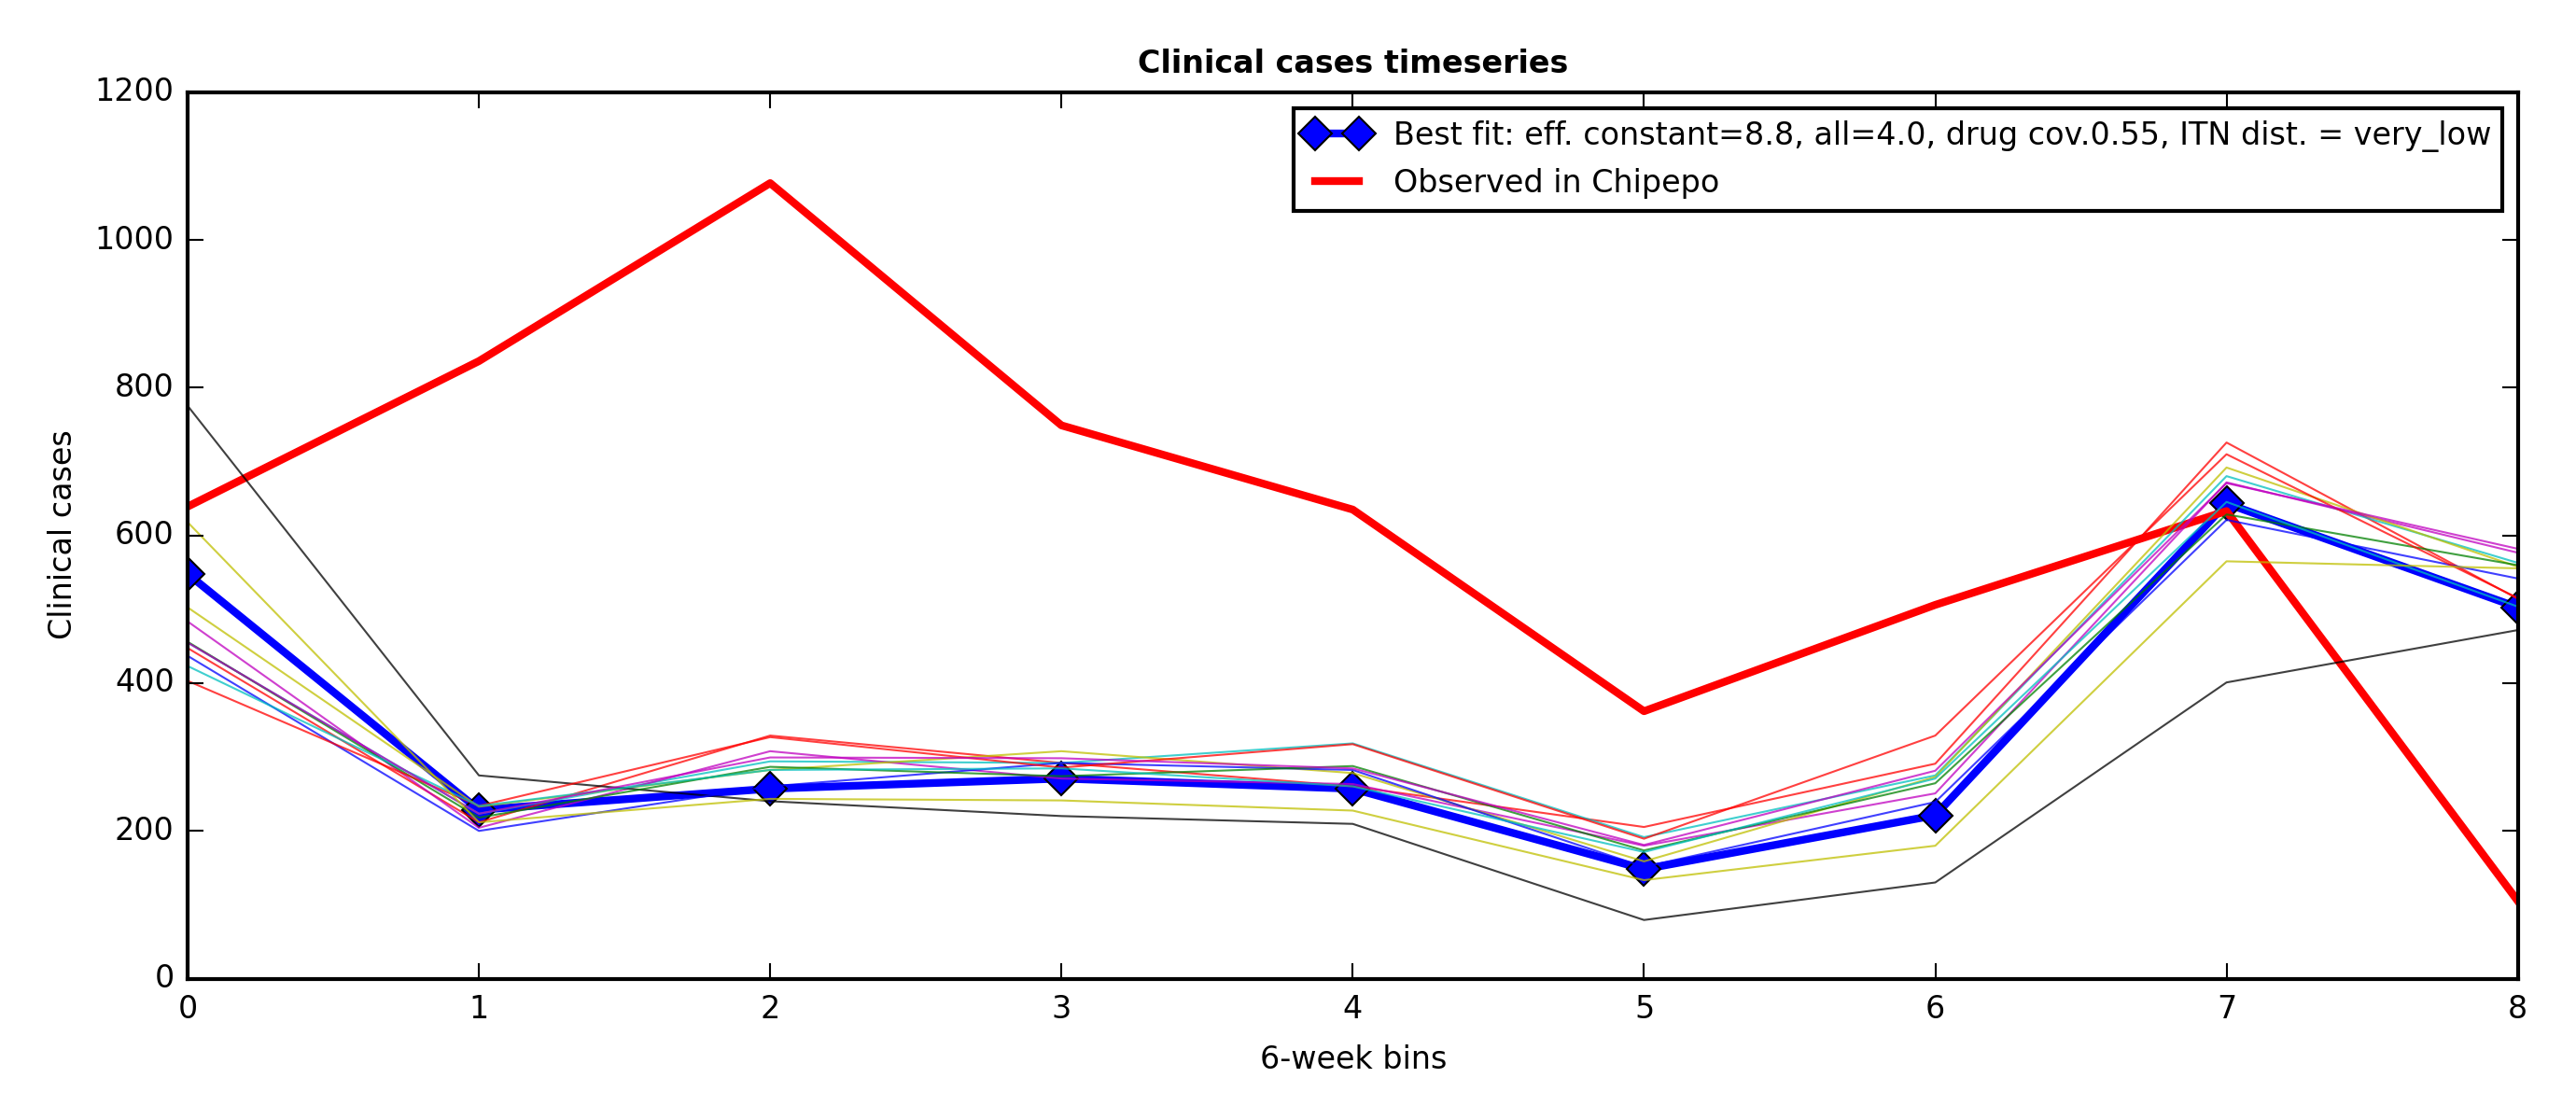 Clinical cases timeseries
Best fit: eff. constant=8.8, all=4.0, drug cov.0.55, ITN dist. = very_low
Observed in Chipepo
1200
1000
800
600
400
200
0
Clinical cases
0 1 2 3 4 5 6 7 8
6-week bins